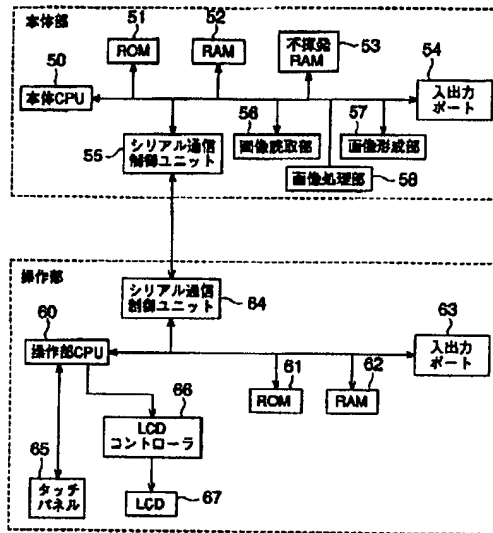 本体部
51
52
53
54
50
ROM
RAM
不揮発
RAM
本体CPU
入出力
ポート
56
57
55
シリアル通信
制御ユニット
画像読取部
画像形成部
画像処理部
58
操作部
シリアル通信
制御ユニット
64
60
63
操作部CPU
入出力
ポート
61
62
ROM
RAM
66
LCD
コントローラ
65
タッチ
パネル
LCD
67